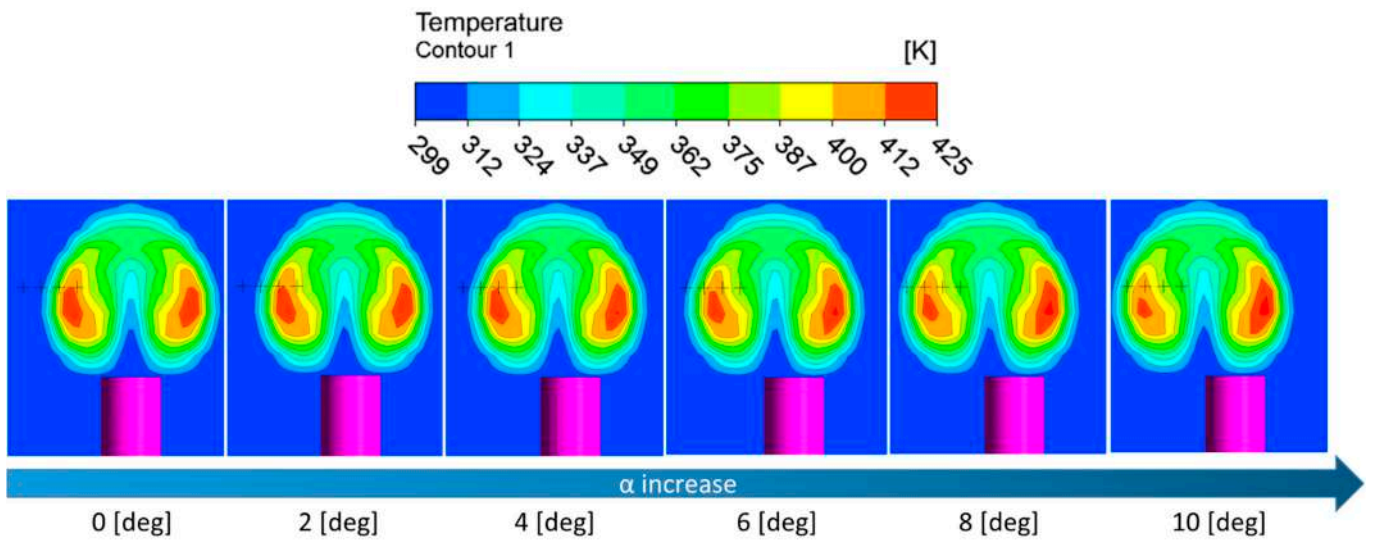 Temperature
Contour 1 [K]
299 312 324 337 349 362 375 387 400 412 425
α increase
0 [deg] 2 [deg] 4 [deg] 6 [deg] 8 [deg] 10 [deg]